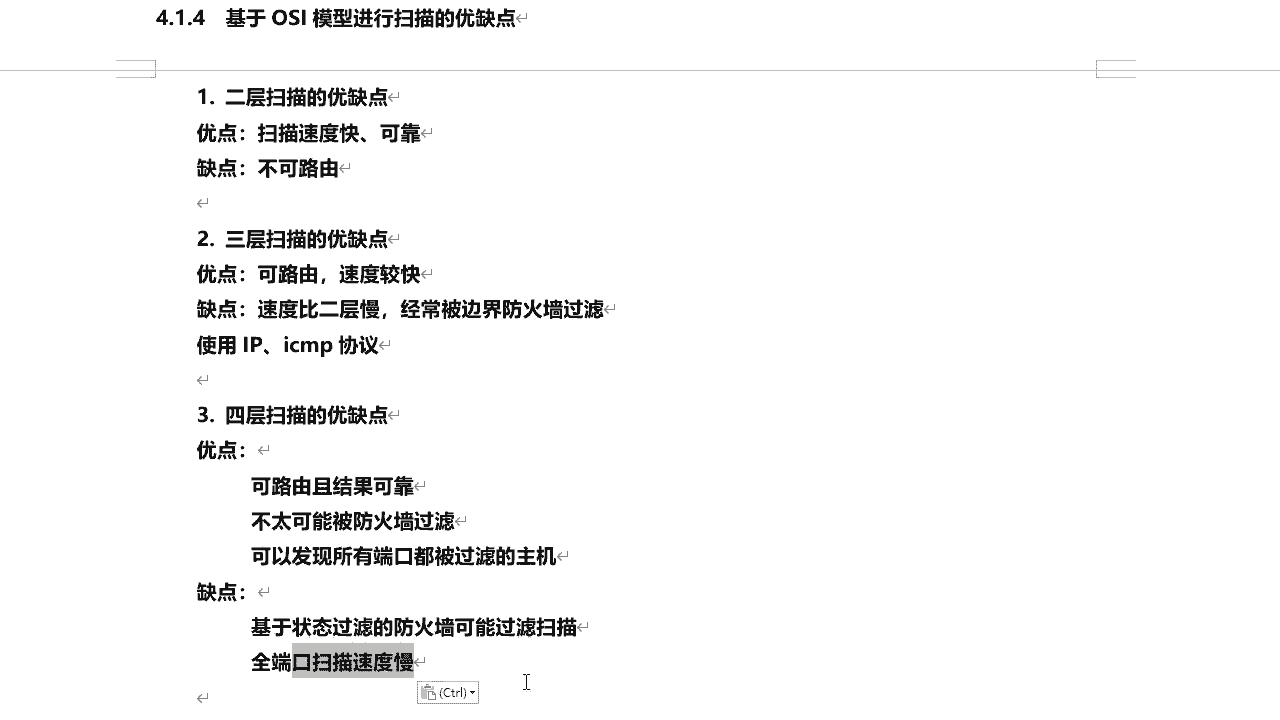 4.1.4 基于 OSI 模型进行扫描的优缺点
1. 二层扫描的优缺点
优点：扫描速度快、可靠
缺点：不可路由
2. 三层扫描的优缺点
优点：可路由，速度较快
缺点：速度比二层慢，经常被边界防火墙过滤
使用 IP、icmp 协议
3. 四层扫描的优缺点
优点：
可路由且结果可靠
不太可能被防火墙过滤
可以发现所有端口都被过滤的主机
缺点：
基于状态过滤的防火墙可能过滤扫描
全端口扫描速度慢
(Ctrl)